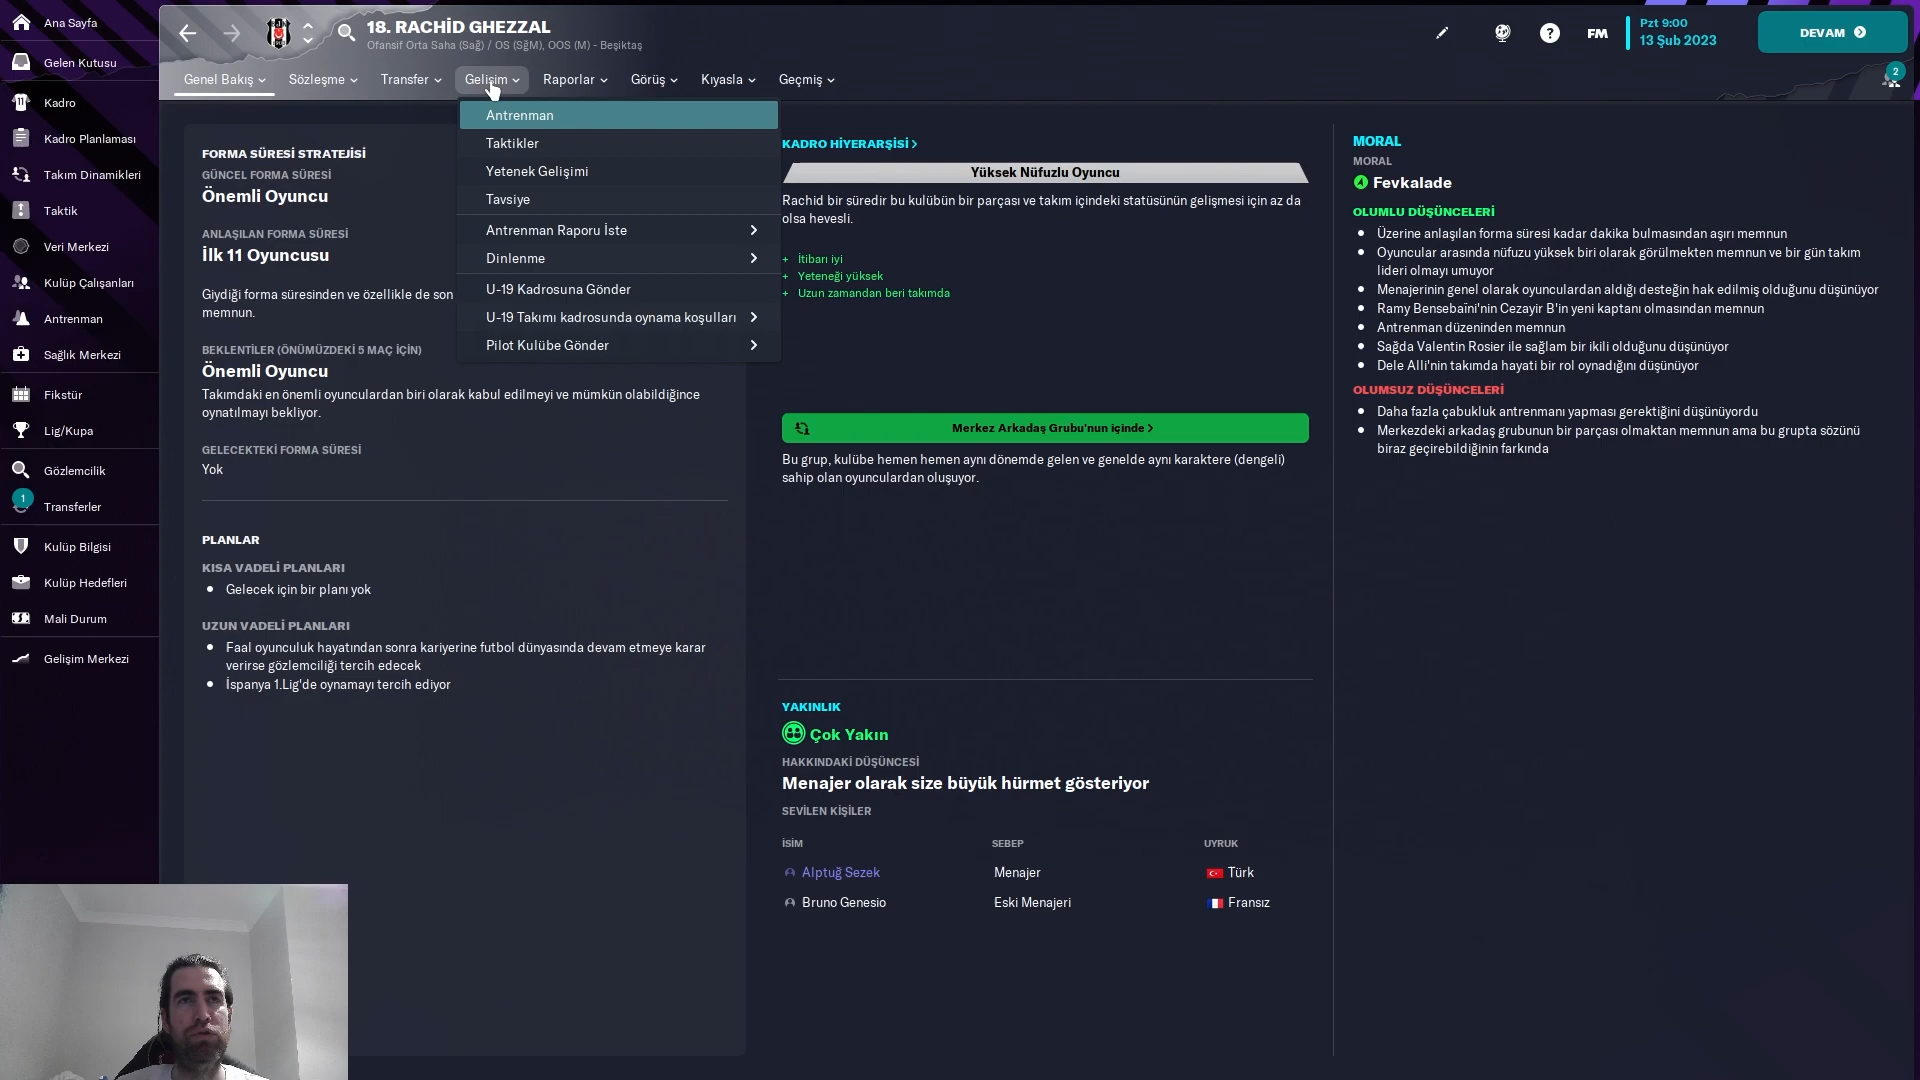 Ana Sayfa
Gelen Kutusu
Kadro
Kadro Planlaması
Takım Dinamikleri
Taktik
Veri Merkezi
Kulüp Çalışanları
Antrenman
Sağlık Merkezi
Fikstür
Lig/Kupa
Gözlemcilik
1
Transferler
Kulüp Bilgisi
Kulüp Hedefleri
Mali Durum
Gelişim Merkezi
18. RACHİD GHEZZAL
Ofansif Orta Saha (Sağ) / OS (SğM), OOS (M) - Beşiktaş
FM
Pzt 9:00
13 Şub 2023
DEVAM
2
Genel Bakış
Sözleşme
Transfer
Gelişim
Raporlar
Görüş
Kıyasla
Geçmiş
Antrenman
Taktikler
Yetenek Gelişimi
Tavsiye
Antrenman Raporu İste
Dinlenme
U-19 Kadrosuna Gönder
U-19 Takımı kadrosunda oynama koşulları
Pilot Kulübe Gönder
FORMA SÜRESİ STRATEJİSİ
GÜNCEL FORMA SÜRESİ
Önemli Oyuncu
ANLAŞILAN FORMA SÜRESİ
İlk 11 Oyuncusu
Giydiği forma süresinden ve özellikle de son
memnun.
BEKLENTİLER (ÖNÜMÜZDEKİ 5 MAÇ İÇİN)
Önemli Oyuncu
Takımdaki en önemli oyunculardan biri olarak kabul edilmeyi ve mümkün olabildiğince
oynatılmayı bekliyor.
GELECEKTEKİ FORMA SÜRESİ
Yok
PLANLAR
KISA VADELİ PLANLARI
Gelecek için bir planı yok
UZUN VADELİ PLANLARI
Faal oyunculuk hayatından sonra kariyerine futbol dünyasında devam etmeye karar
verirse gözlemciliği tercih edecek
İspanya 1.Lig'de oynamayı tercih ediyor
KADRO HİYERARŞİSİ
Yüksek Nüfuzlu Oyuncu
Rachid bir süredir bu kulübün bir parçası ve takım içindeki statüsünün gelişmesi için az da
olsa hevesli.
+ İtibarı iyi
+ Yeteneği yüksek
+ Uzun zamandan beri takımda
Merkez Arkadaş Grubu'nun içinde
Bu grup, kulübe hemen hemen aynı dönemde gelen ve genelde aynı karaktere (dengeli)
sahip olan oyunculardan oluşuyor.
YAKINLIK
Çok Yakın
HAKKINDAKİ DÜŞÜNCESİ
Menajer olarak size büyük hürmet gösteriyor
SEVİLEN KİŞİLER
İSİM SEBEP UYRUK
Alptuğ Sezek Menajer Türk
Bruno Genesio Eski Menajeri Fransız
MORAL
MORAL
Fevkalade
OLUMLU DÜŞÜNCELERİ
Üzerine anlaşılan forma süresi kadar dakika bulmasından aşırı memnun
Oyuncular arasında nüfuzu yüksek biri olarak görülmekten memnun ve bir gün takım
lideri olmayı umuyor
Menajerinin genel olarak oyunculardan aldığı desteğin hak edilmiş olduğunu düşünüyor
Ramy Bensebaïni'nin Cezayir B'in yeni kaptanı olmasından memnun
Antrenman düzeninden memnun
Sağda Valentin Rosier ile sağlam bir ikili olduğunu düşünüyor
Dele Alli'nin takımda hayati bir rol oynadığını düşünüyor
OLUMSUZ DÜŞÜNCELERİ
Daha fazla çabukluk antrenmanı yapması gerektiğini düşünüyordu
Merkezdeki arkadaş grubunun bir parçası olmaktan memnun ama bu grupta sözünü
biraz geçirebildiğinin farkında